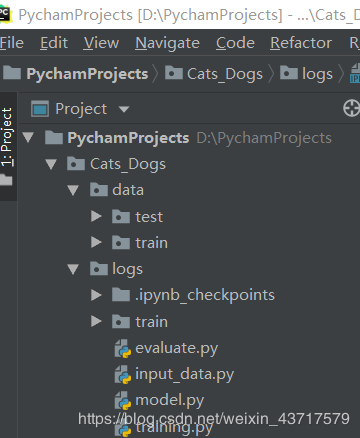 PychamProjects [D:\PychamProjects] - ...\Cats_D
File Edit View Navigate Code Refactor
PychamProjects Cats_Dogs logs
1: Project
Project
PychamProjects D:\PychamProjects
Cats_Dogs
data
test
train
logs
.ipynb_checkpoints
train
evaluate.py
input_data.py
model.py
https://blog.csdn.net/weixin_43717579
training.py